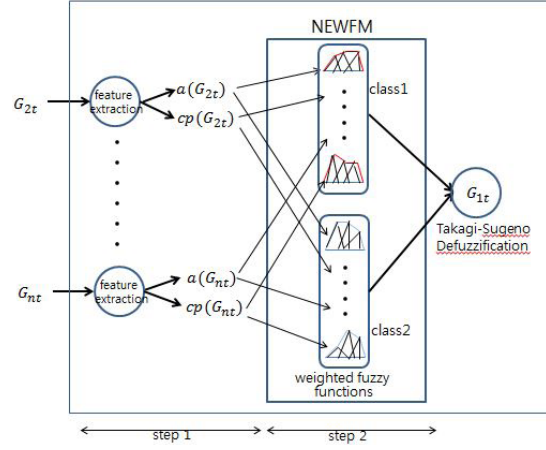 NEWFM
G₂ₜ
feature
extraction
a(G₂ₜ)
cp(G₂ₜ)
class1
G₁ₜ
Takagi-Sugeno
Defuzzification
Gₙₜ
feature
extraction
a(Gₙₜ)
cp(Gₙₜ)
class2
weighted fuzzy
functions
step 1
step 2